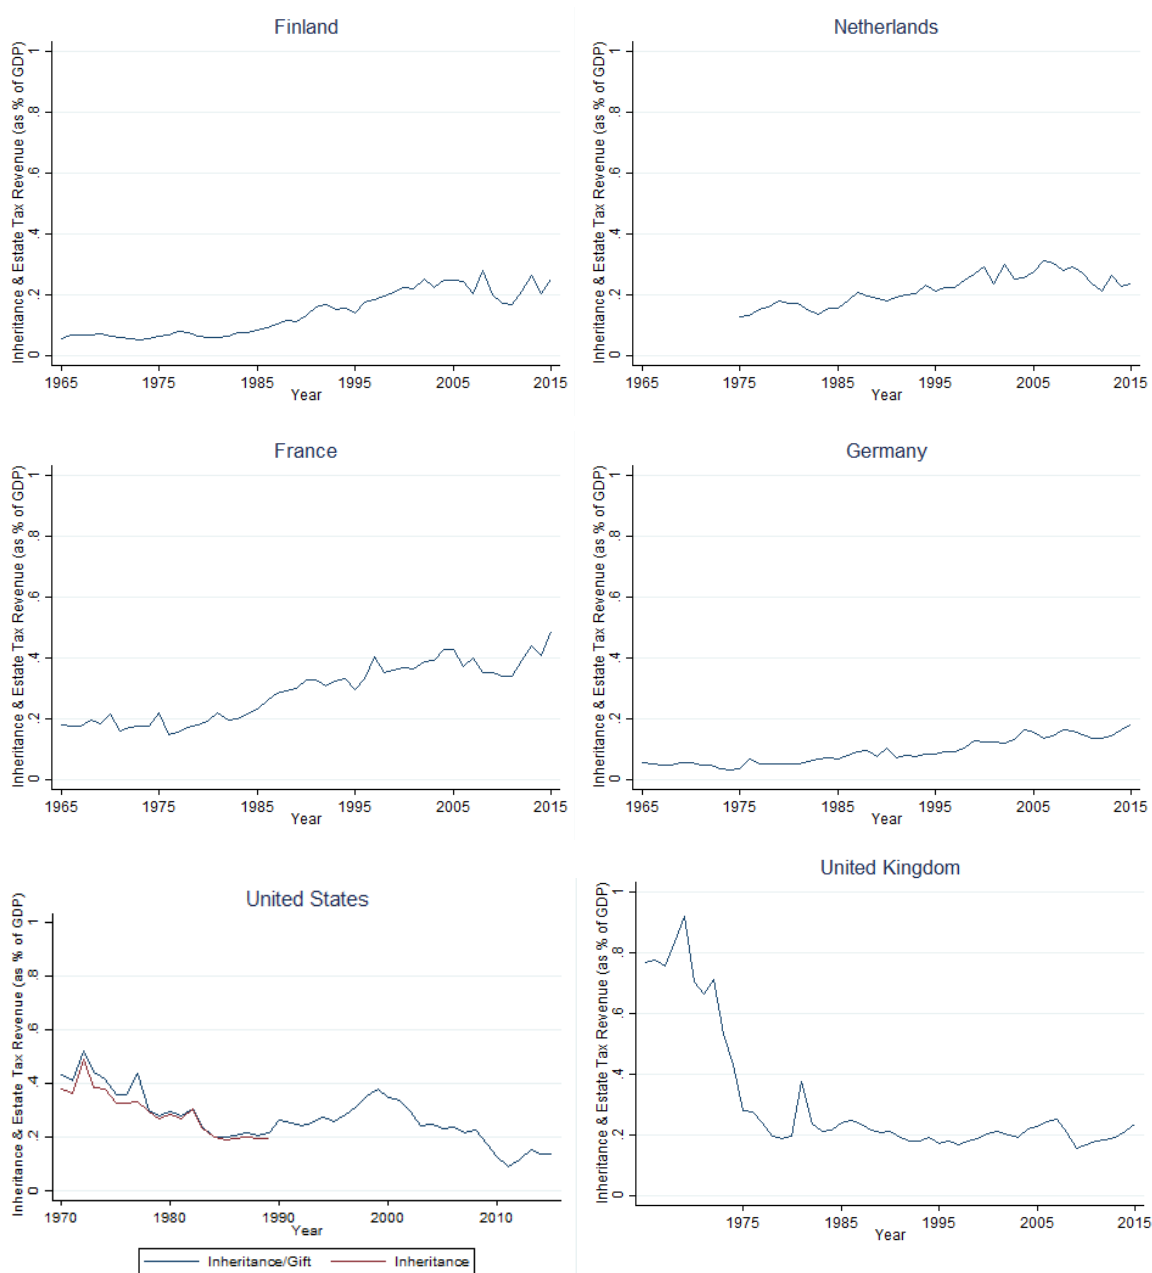 Finland
Inheritance & Estate Tax Revenue (as % of GDP)
1
.8
.6
.4
.2
0
1965 1975 1985 1995 2005 2015
Year
Netherlands
Inheritance & Estate Tax Revenue (as % of GDP)
1
.8
.6
.4
.2
0
1965 1975 1985 1995 2005 2015
Year
France
Inheritance & Estate Tax Revenue (as % of GDP)
1
.8
.6
.4
.2
0
1965 1975 1985 1995 2005 2015
Year
Germany
Inheritance & Estate Tax Revenue (as % of GDP)
1
.8
.6
.4
.2
0
1965 1975 1985 1995 2005 2015
Year
United States
Inheritance & Estate Tax Revenue (as % of GDP)
1
.8
.6
.4
.2
0
1970 1980 1990 2000 2010
Year
Inheritance/Gift Inheritance
United Kingdom
Inheritance & Estate Tax Revenue (as % of GDP)
1
.8
.6
.4
.2
0
1975 1985 1995 2005 2015
Year